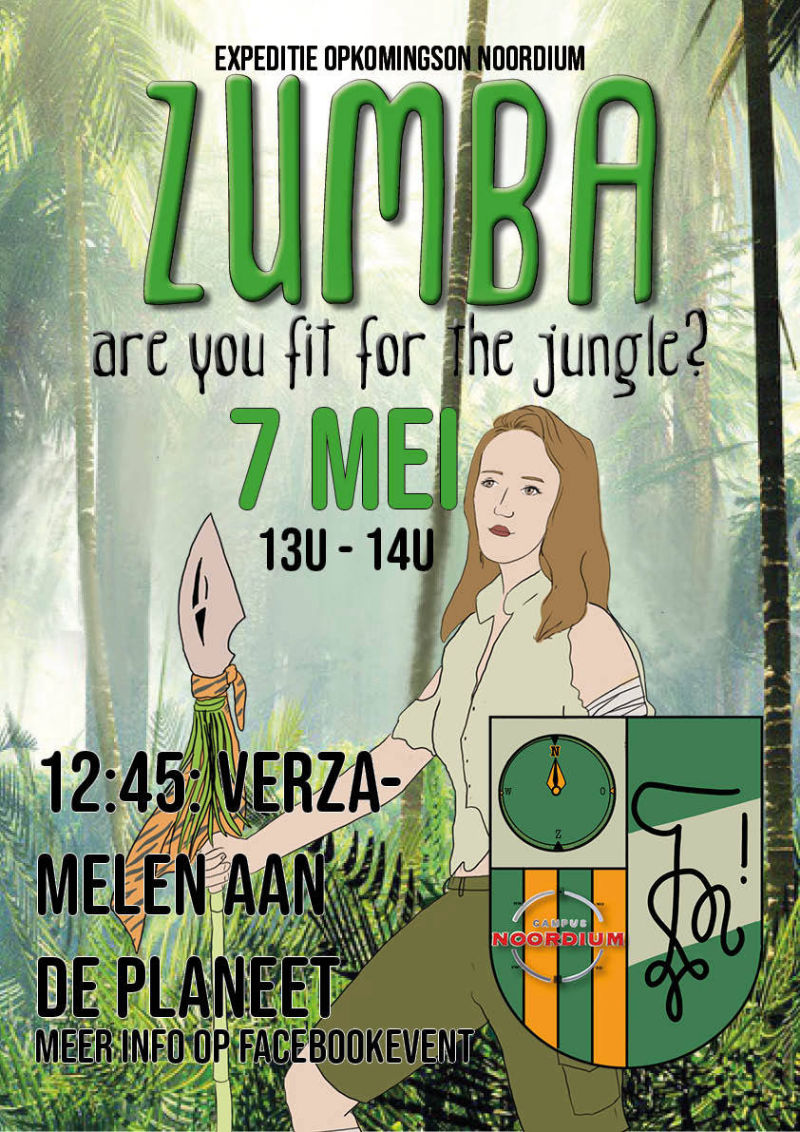 EXPEDITIE OPKOMINGSON NOORDIUM
ZUMBA
are you fit for the jungle?
7 MEI
13U - 14U
12:45: VERZA-
MELEN AAN
DE PLANEET
MEER INFO OP FACEBOOKEVENT
N
W O
Z
CAMPUS
NOORDIUM